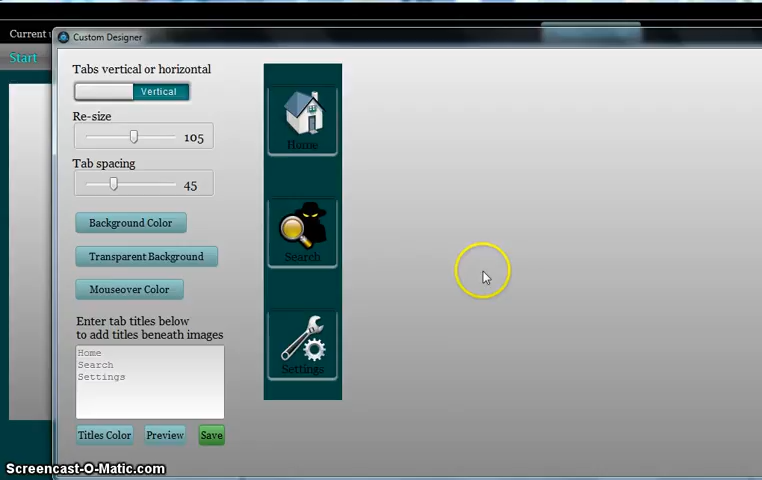 Current
Custom Designer
Start
Tabs vertical or horizontal
Vertical
Re-size
105
Tab spacing
45
Background Color
Transparent Background
Mouseover Color
Enter tab titles below
to add titles beneath images
Home
Search
Settings
Titles Color
Preview
Save
Home
Search
Settings
Screencast-O-Matic.com